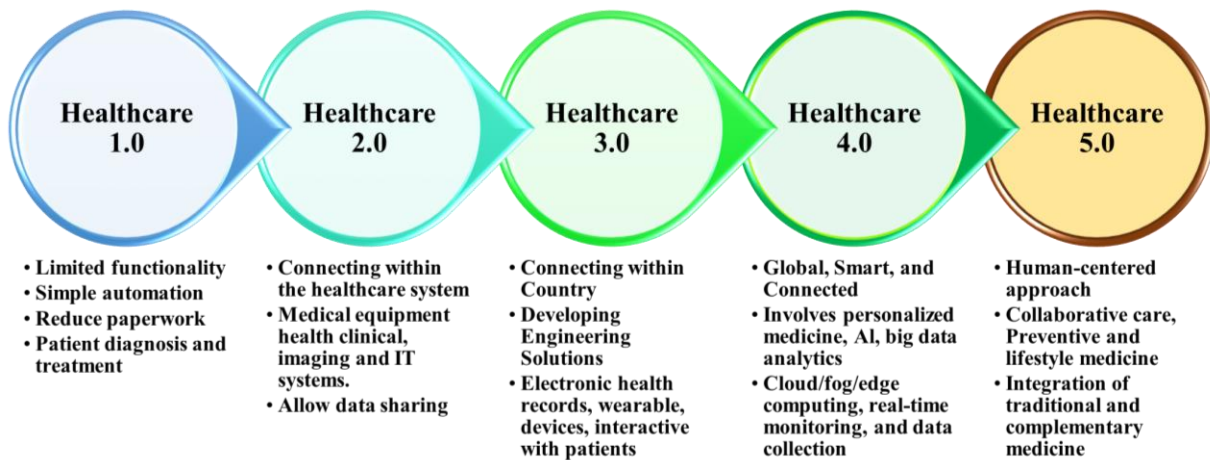 Healthcare
1.0
Healthcare
2.0
Healthcare
3.0
Healthcare
4.0
Healthcare
5.0
• Limited functionality
• Simple automation
• Reduce paperwork
• Patient diagnosis and
treatment
• Connecting within
the healthcare system
• Medical equipment
health clinical,
imaging and IT
systems.
• Allow data sharing
• Connecting within
Country
• Developing
Engineering
Solutions
• Electronic health
records, wearable,
devices, interactive
with patients
• Global, Smart, and
Connected
• Involves personalized
medicine, AI, big data
analytics
• Cloud/fog/edge
computing, real-time
monitoring, and data
collection
• Human-centered
approach
• Collaborative care,
Preventive and
lifestyle medicine
• Integration of
traditional and
complementary
medicine